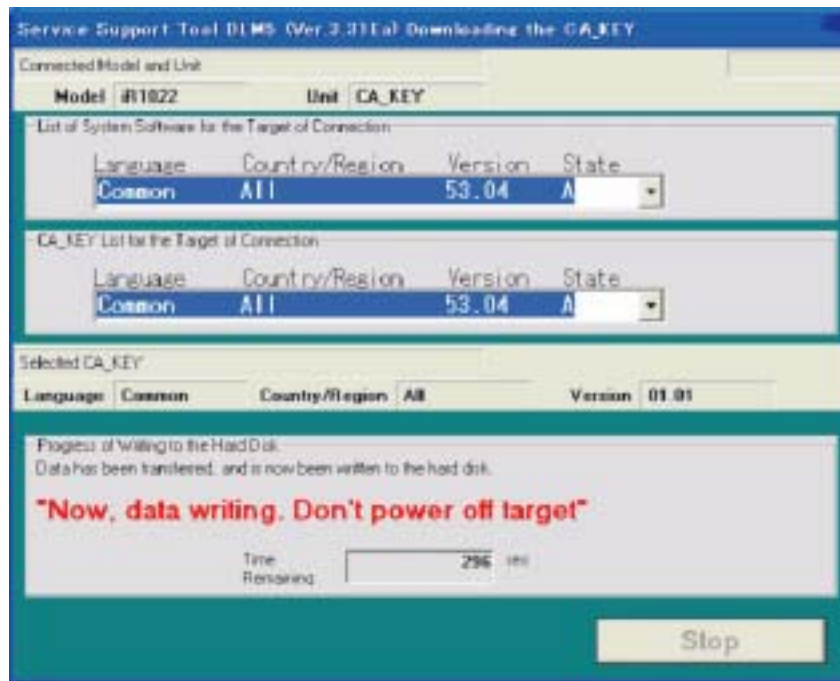 Service Support Tool DLM5 (Ver.3.31Ea) Downloading the CA_KEY
Connected Model and Unit
Model iR1022 Unit CA_KEY
List of System Software for the Target of Connection
Language Country/Region Version State
Common All 53.04 A
CA_KEY List for the Target of Connection
Language Country/Region Version State
Common All 53.04 A
Selected CA_KEY
Language Common Country/Region All Version 01.01
Progress of Writing to the Hard Disk
Data has been transferred, and is now been written to the hard disk.
"Now, data writing. Don't power off target"
Time 296 sec
Remaining
Stop